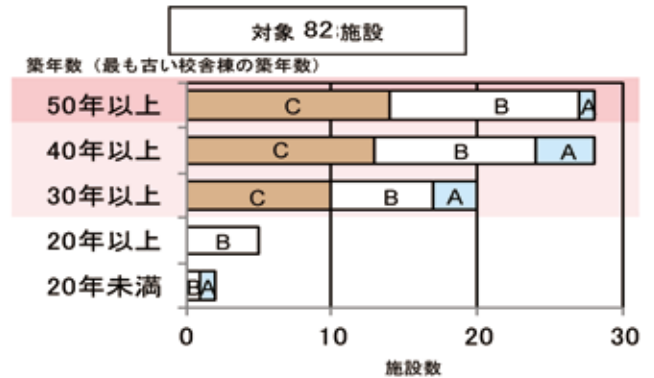 対象 82 施設
築年数（最も古い校舎棟の築年数）
50年以上 C B A
40年以上 C B A
30年以上 C B A
20年以上 B
20年未満 B A
0 10 20 30
施設数